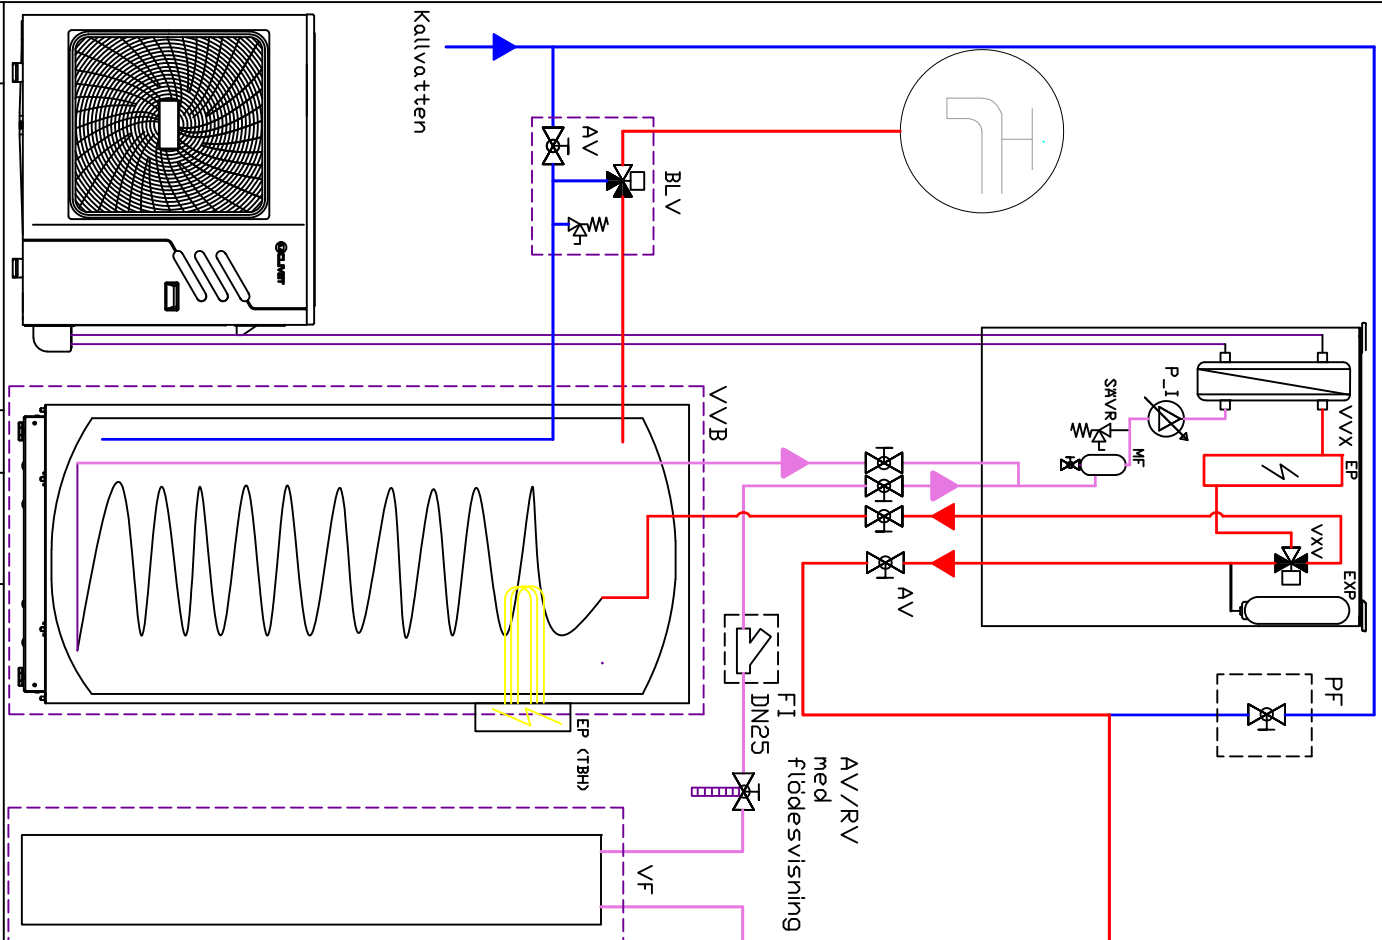 Kallvatten
AV
BLV
CLIVET
VVB
P_I
SÄVR
MF
VVX
EP
VXV
EXP
AV
PF
FI
DN25
EP (TBH)
AV/RV
med
flödesvisning
VF